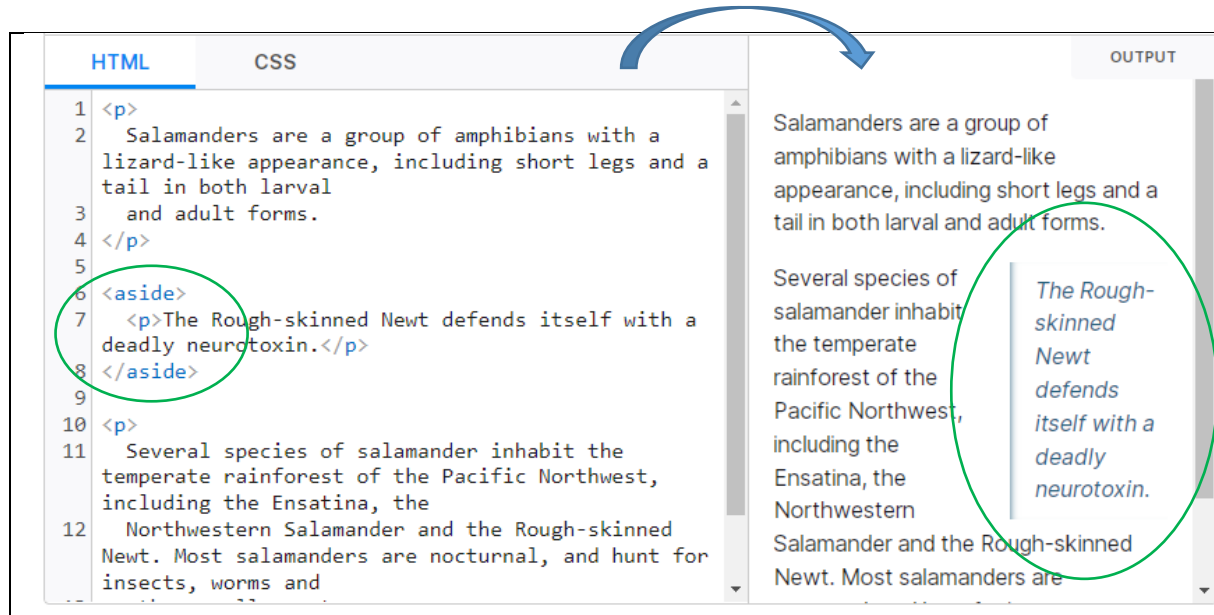 HTML
CSS
1 <p>
2 Salamanders are a group of amphibians with a
lizard-like appearance, including short legs and a
tail in both larval
3 and adult forms.
4 </p>
5
6 <aside>
7 <p>The Rough-skinned Newt defends itself with a
deadly neurotoxin.</p>
8 </aside>
9
10 <p>
11 Several species of salamander inhabit the
temperate rainforest of the Pacific Northwest,
including the Ensatina, the
12 Northwestern Salamander and the Rough-skinned
Newt. Most salamanders are nocturnal, and hunt for
insects, worms and
OUTPUT
Salamanders are a group of
amphibians with a lizard-like
appearance, including short legs and a
tail in both larval and adult forms.
Several species of
salamander inhabit
the temperate
rainforest of the
Pacific Northwest,
including the
Ensatina, the
Northwestern
Salamander and the Rough-skinned
Newt. Most salamanders are
The Rough-
skinned
Newt
defends
itself with a
deadly
neurotoxin.